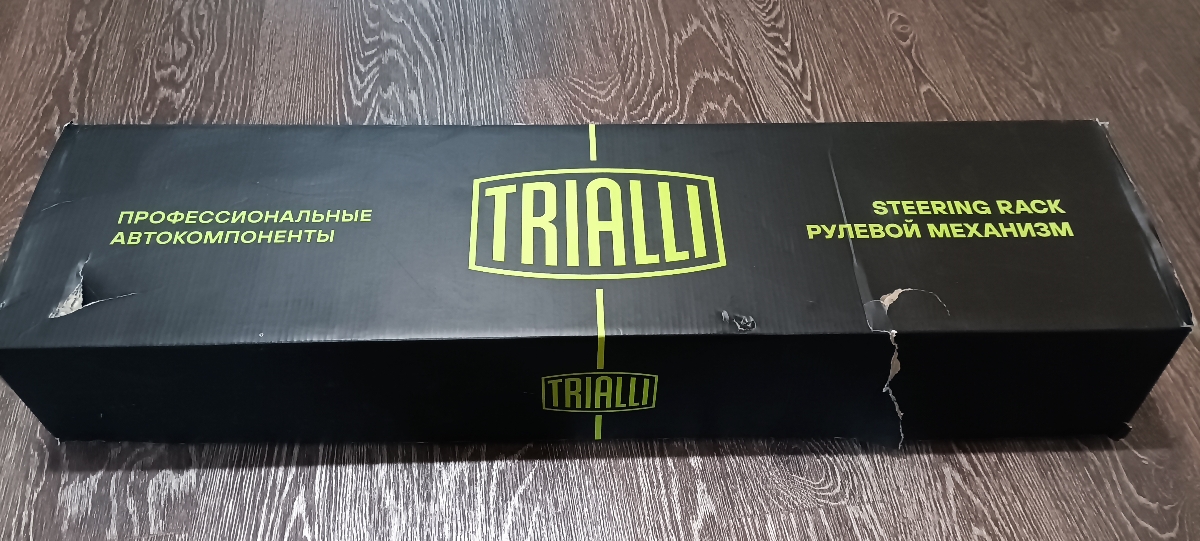 ПРОФЕССИОНАЛЬНЫЕ
АВТОКОМПОНЕНТЫ
TRIALLI
STEERING RACK
РУЛЕВОЙ МЕХАНИЗМ
TRIALLI